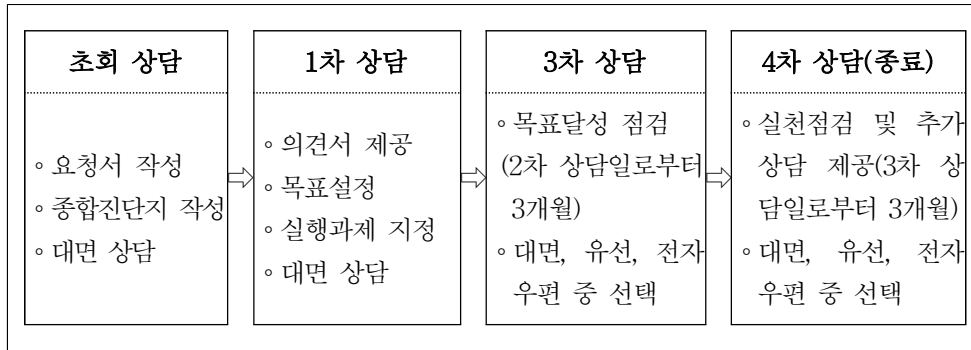 초회 상담
◦ 요청서 작성
◦ 종합진단지 작성
◦ 대면 상담
1차 상담
◦ 의견서 제공
◦ 목표설정
◦ 실행과제 지정
◦ 대면 상담
3차 상담
◦ 목표달성 점검
(2차 상담일로부터
3개월)
◦ 대면, 유선, 전자
우편 중 선택
4차 상담(종료)
◦ 실천점검 및 추가
상담 제공(3차 상
담일로부터 3개월)
◦ 대면, 유선, 전자
우편 중 선택